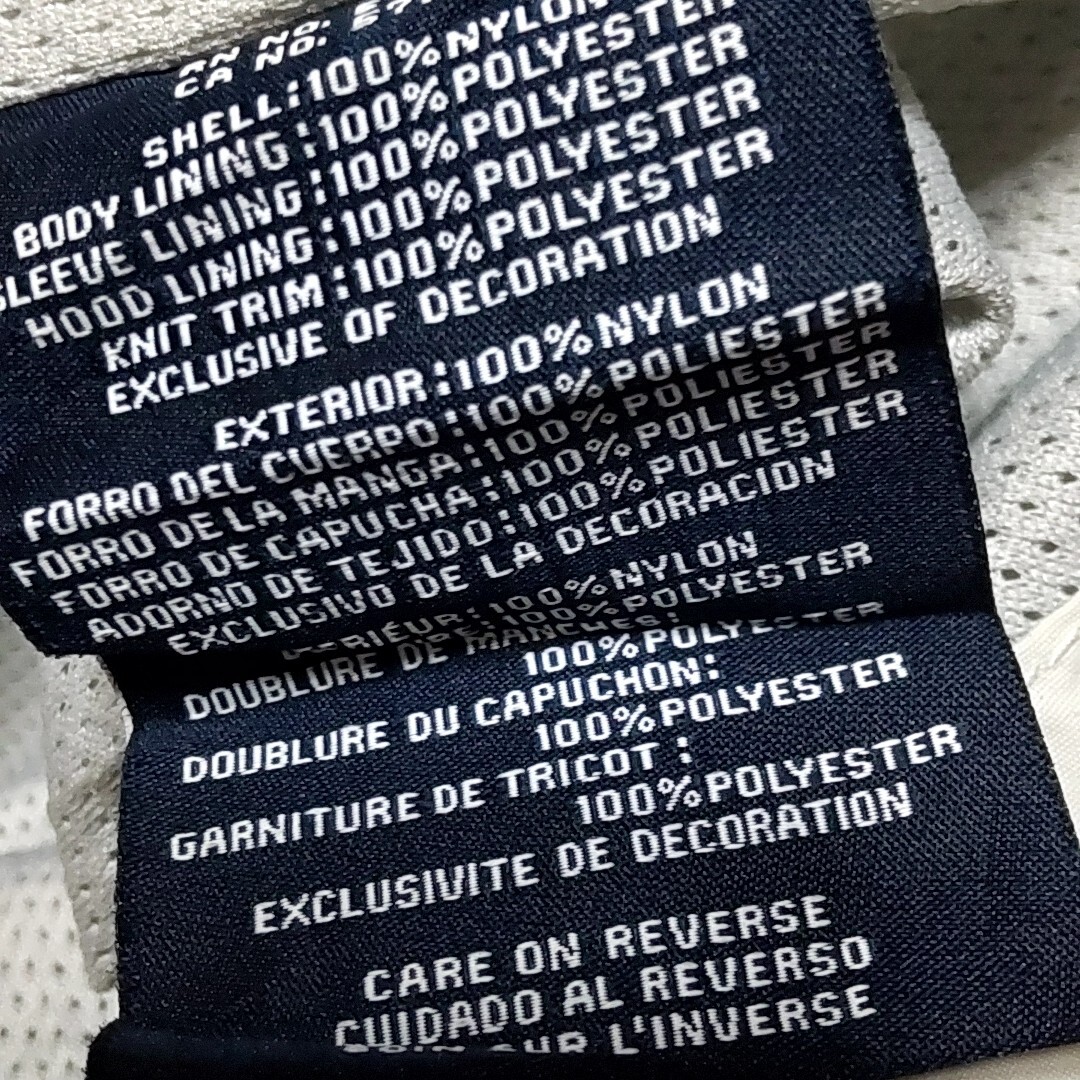 CA NO:
SHELL:100%NYLON
BODY LINING:100%POLYESTER
SLEEVE LINING:100%POLYESTER
HOOD LINING:100%POLYESTER
KNIT TRIM:100%POLYESTER
EXCLUSIVE OF DECORATION
EXTERIOR:100%NYLON
FORRO DEL CUERPO:100%POLIESTER
FORRO DE LA MANGA:100%POLIESTER
FORRO DE CAPUCHA:100%POLIESTER
ADORNO DE TEJIDO:100%POLIESTER
EXCLUSIVO DE LA DECORACION
100%NYLON
100%POLYESTER
DOUBLURE DE MANCHES:
100%POLYESTER
DOUBLURE DU CAPUCHON:
100%POLYESTER
GARNITURE DE TRICOT :
100%POLYESTER
EXCLUSIVITE DE DECORATION
CARE ON REVERSE
CUIDADO AL REVERSO
L'INVERSE